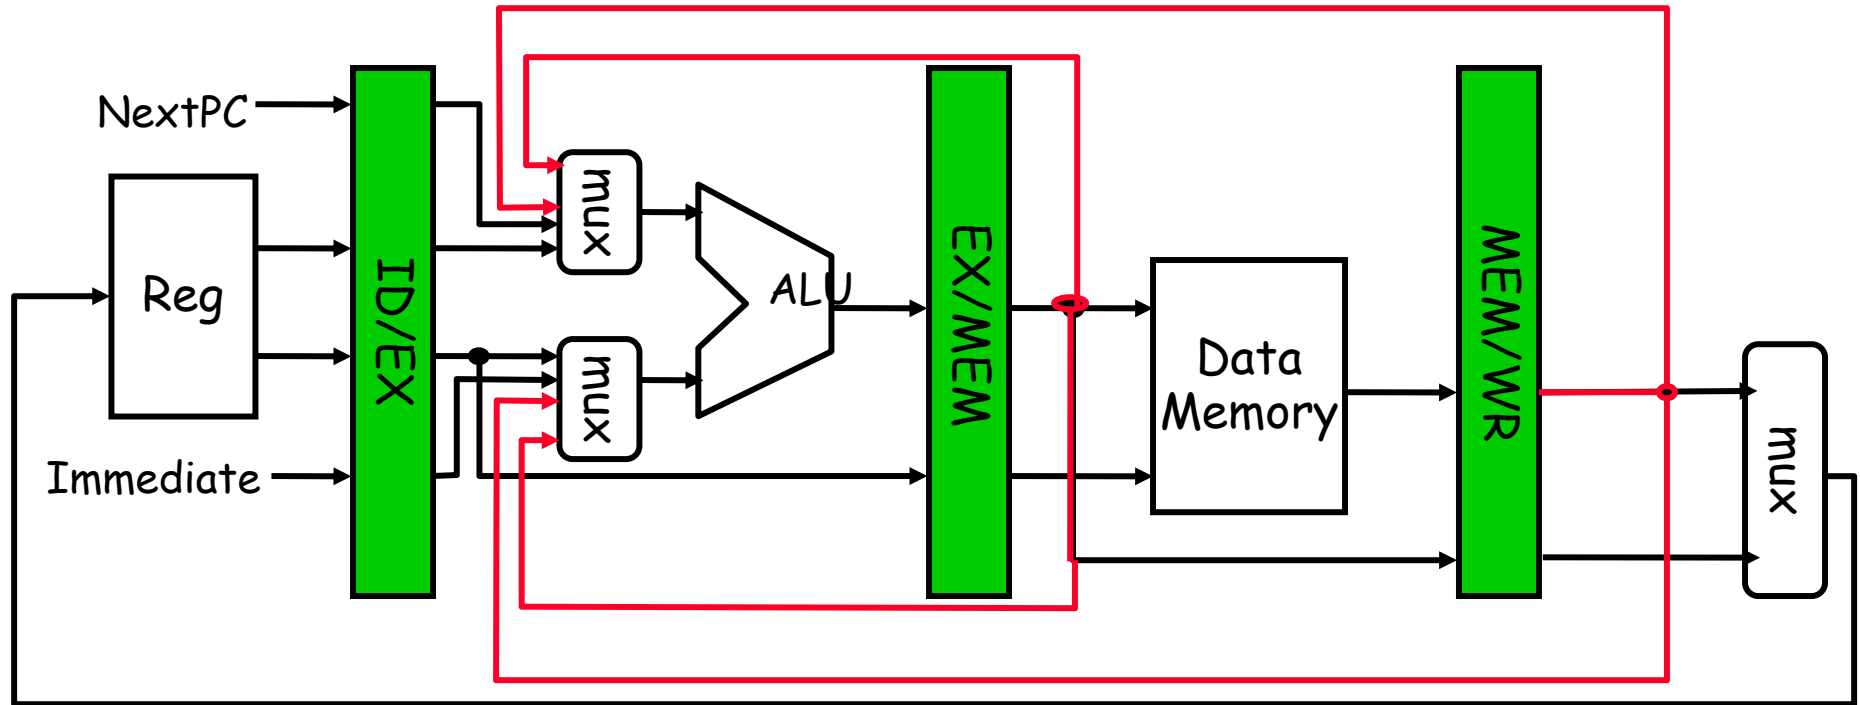 NextPC
Reg
Immediate
ID/EX
mux
mux
ALU
EX/MEM
Data
Memory
MEM/WR
mux